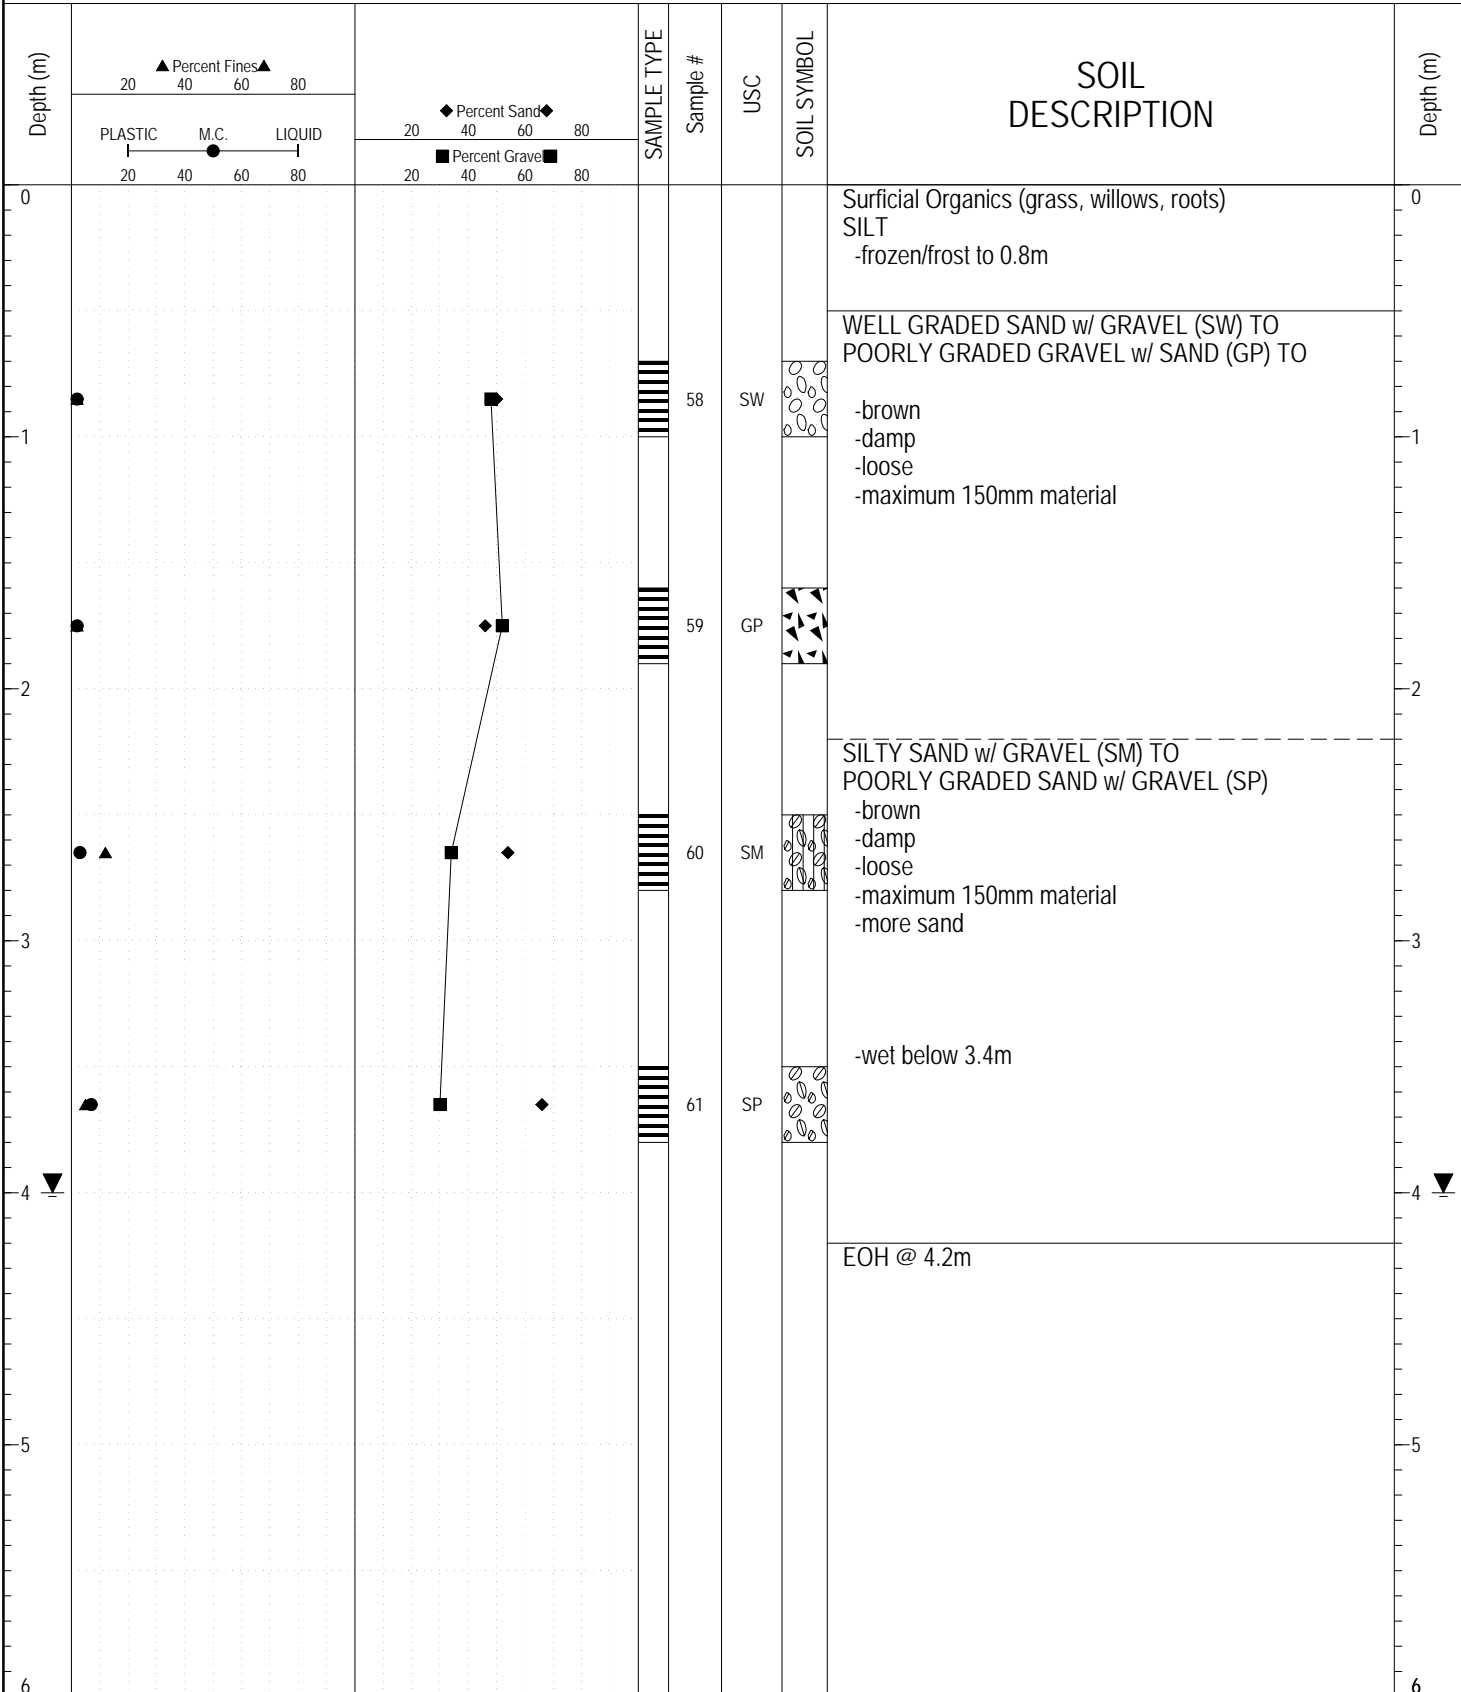 Depth (m)
▲ Percent Fines ▲
20 40 60 80
PLASTIC M.C. LIQUID
20 40 60 80
◆ Percent Sand ◆
20 40 60 80
■ Percent Gravel ■
20 40 60 80
SAMPLE TYPE
Sample #
USC
SOIL SYMBOL
SOIL
DESCRIPTION
Depth (m)
0
Surficial Organics (grass, willows, roots)
0
SILT
-frozen/frost to 0.8m
WELL GRADED SAND w/ GRAVEL (SW) TO
POORLY GRADED GRAVEL w/ SAND (GP) TO
58 SW
-brown
1
-damp
1
-loose
-maximum 150mm material
59 GP
2
2
SILTY SAND w/ GRAVEL (SM) TO
POORLY GRADED SAND w/ GRAVEL (SP)
-brown
-damp
60 SM
-loose
-maximum 150mm material
-more sand
3
3
-wet below 3.4m
61 SP
4
4
EOH @ 4.2m
5
5
6
6